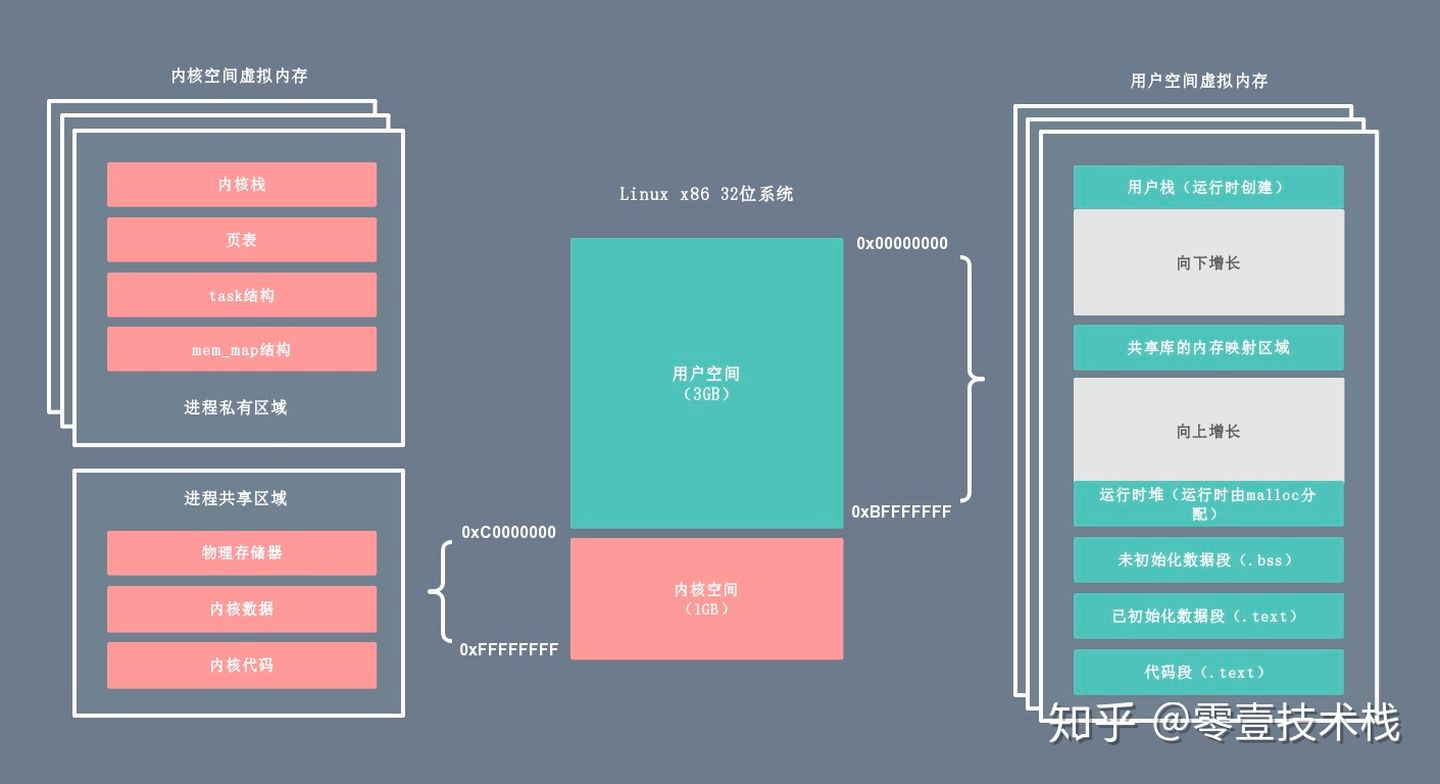 内核空间虚拟内存
内核栈
页表
task结构
mem_map结构
进程私有区域
进程共享区域
物理存储器
内核数据
内核代码
Linux x86 32位系统
0x00000000
用户空间
（3GB）
0xBFFFFFFF
0xC0000000
内核空间
（1GB）
0xFFFFFFFF
用户空间虚拟内存
用户栈（运行时创建）
向下增长
共享库的内存映射区域
向上增长
运行时堆（运行时由malloc分
配）
未初始化数据段（.bss）
已初始化数据段（.text）
代码段（.text）
知乎 @零壹技术栈